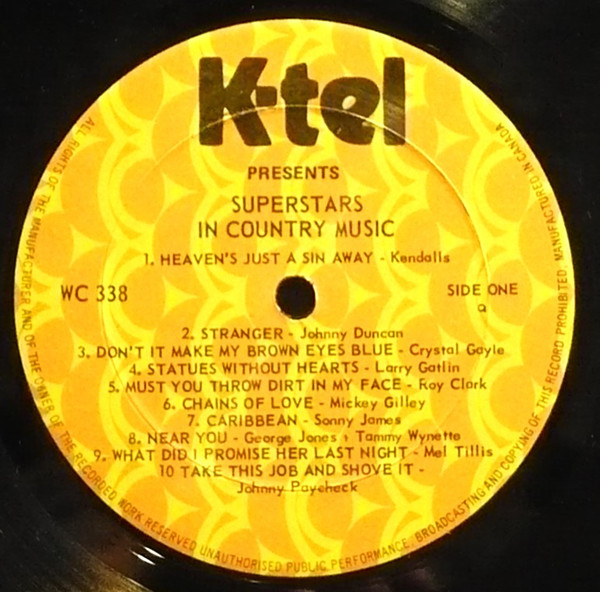 K-tel
PRESENTS
SUPERSTARS
IN COUNTRY MUSIC
1. HEAVEN'S JUST A SIN AWAY - Kendalls
WC 338
SIDE ONE
Q
2. STRANGER - Johnny Duncan
3. DON'T IT MAKE MY BROWN EYES BLUE - Crystal Gayle
4. STATUES WITHOUT HEARTS - Larry Gatlin
5. MUST YOU THROW DIRT IN MY FACE - Roy Clark
6. CHAINS OF LOVE - Mickey Gilley
7. CARIBBEAN - Sonny James
8. NEAR YOU - George Jones & Tammy Wynette
9. WHAT DID I PROMISE HER LAST NIGHT - Mel Tillis
10 TAKE THIS JOB AND SHOVE IT -
Johnny Paycheck
ALL RIGHTS OF THE MANUFACTURER AND OF THE OWNER OF THE RECORDED WORK RESERVED UNAUTHORISED PUBLIC PERFORMANCE, BROADCASTING AND COPYING OF THIS RECORD PROHIBITED. MANUFACTURED IN CANADA